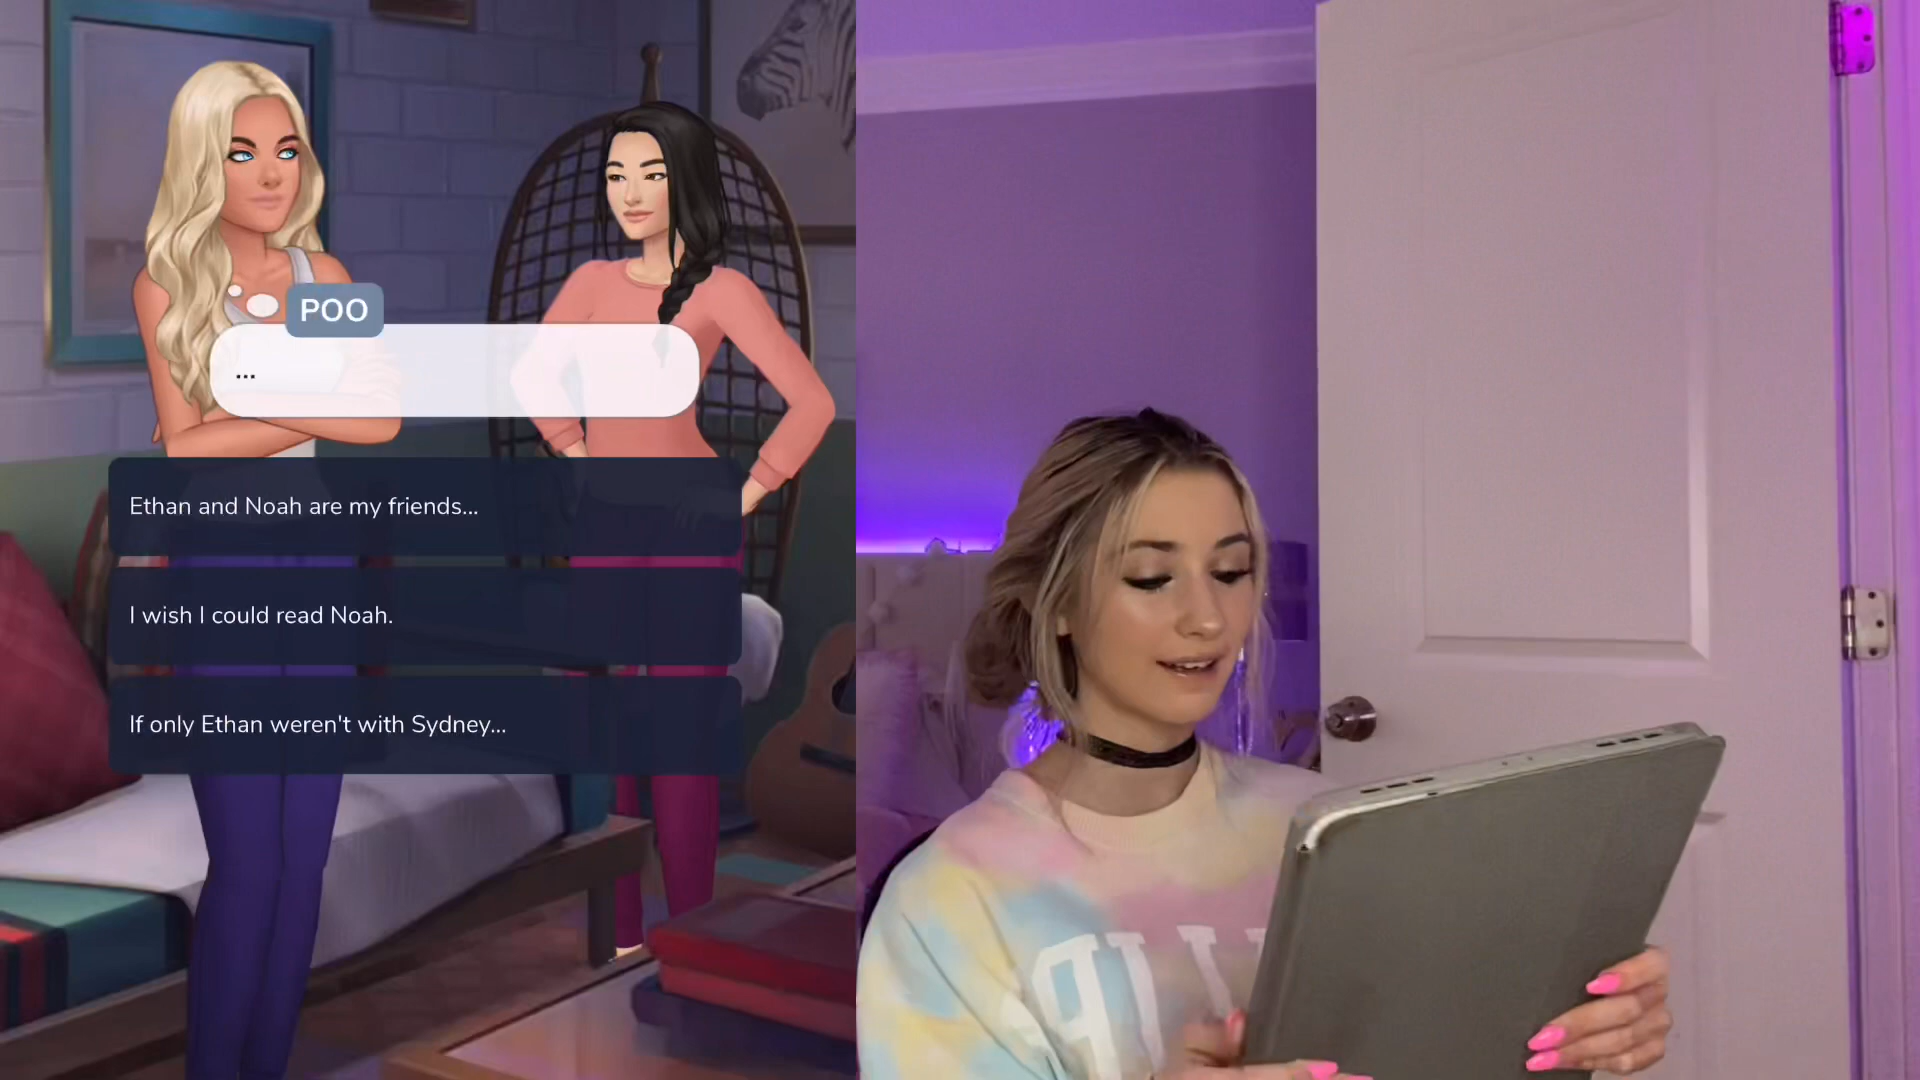 POO
...
Ethan and Noah are my friends...
I wish I could read Noah.
If only Ethan weren't with Sydney...